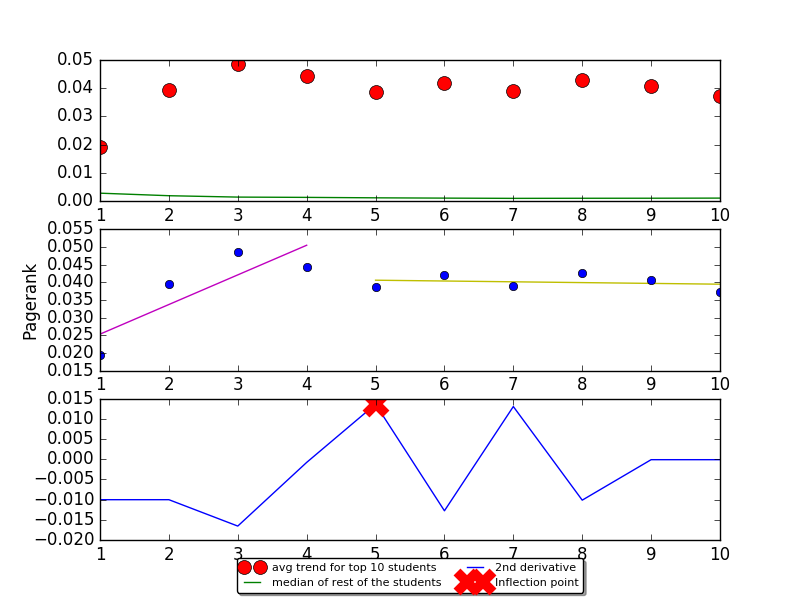 0.05
0.04
0.03
0.02
0.01
0.00
1 2 3 4 5 6 7 8 9 10
Pagerank
0.055
0.050
0.045
0.040
0.035
0.030
0.025
0.020
0.015
1 2 3 4 5 6 7 8 9 10
0.015
0.010
0.005
0.000
−0.005
−0.010
−0.015
−0.020
1 2 3 4 5 6 7 8 9 10
avg trend for top 10 students
median of rest of the students
2nd derivative
Inflection point